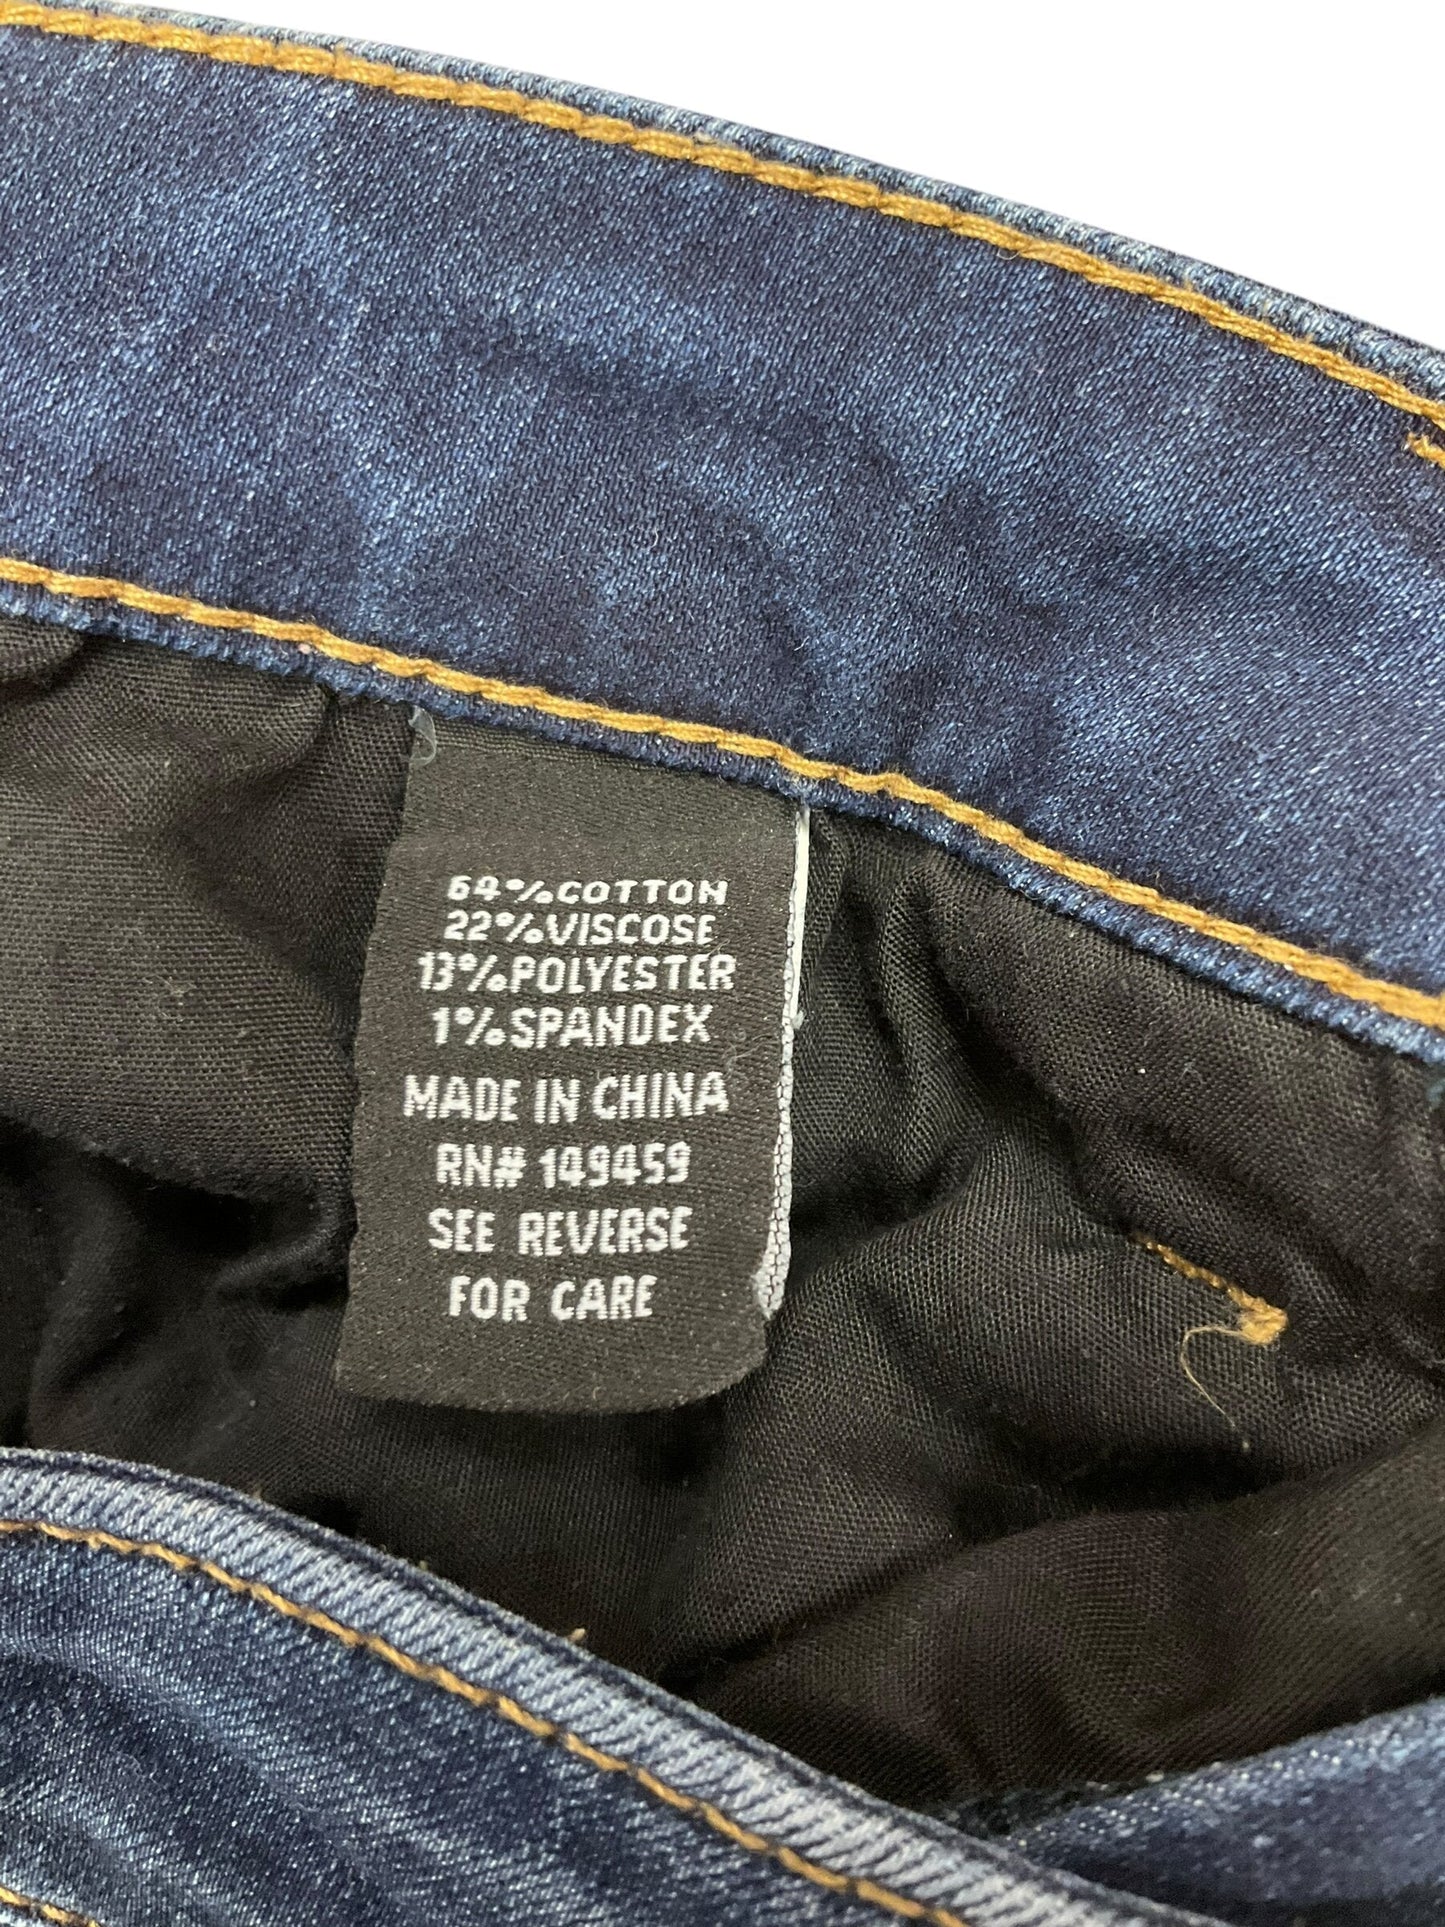 64%COTTON
22%VISCOSE
13%POLYESTER
1%SPANDEX
MADE IN CHINA
RN# 149459
SEE REVERSE
FOR CARE